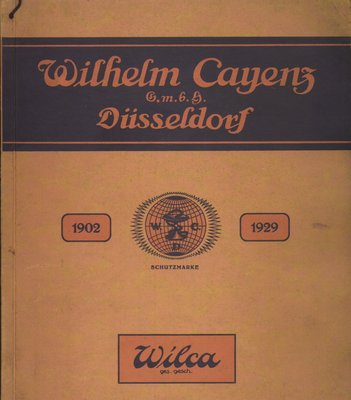 Wilhelm Cayenz
G.m.b.H.
Düsseldorf
1902
W C
D
1929
SCHUTZMARKE
Wilca
ges. gesch.